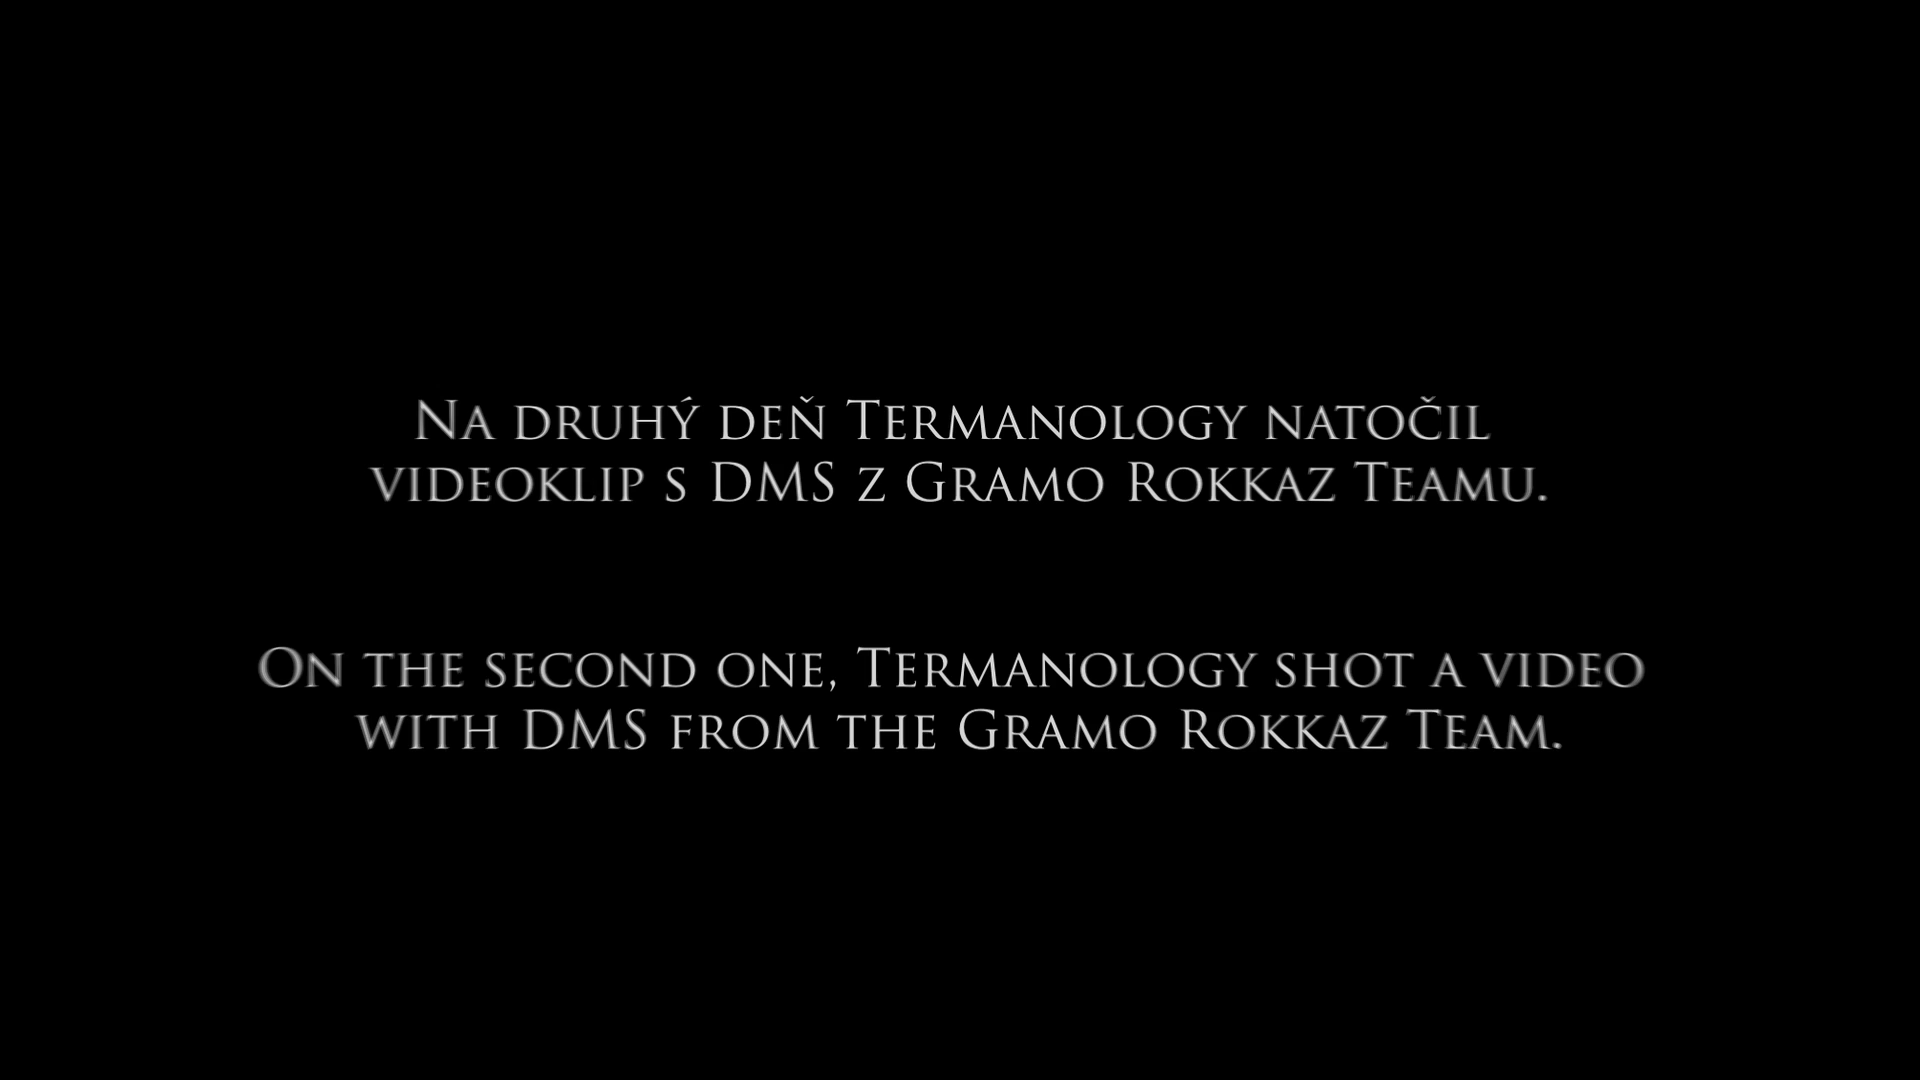 Na druhý deň Termanology natočil
videoklip s DMS z Gramo Rokkaz Teamu.
On the second one, Termanology shot a video
with DMS from the Gramo Rokkaz Team.